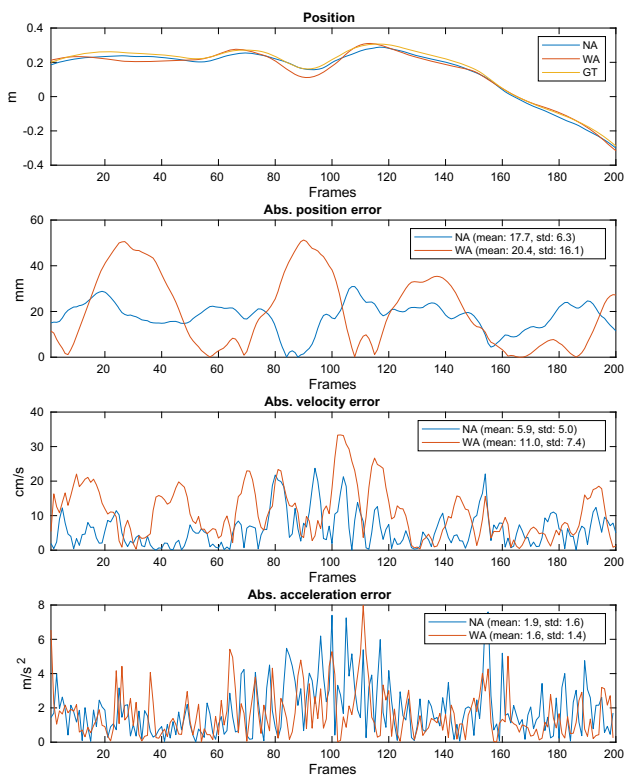 Position
0.4
0.2
0
-0.2
-0.4
m
NA
WA
GT
20 40 60 80 100 120 140 160 180 200
Frames
Abs. position error
60
40
20
0
mm
NA (mean: 17.7, std: 6.3)
WA (mean: 20.4, std: 16.1)
20 40 60 80 100 120 140 160 180 200
Frames
Abs. velocity error
40
30
20
10
0
cm/s
NA (mean: 5.9, std: 5.0)
WA (mean: 11.0, std: 7.4)
20 40 60 80 100 120 140 160 180 200
Frames
Abs. acceleration error
8
6
4
2
0
m/s²
NA (mean: 1.9, std: 1.6)
WA (mean: 1.6, std: 1.4)
20 40 60 80 100 120 140 160 180 200
Frames